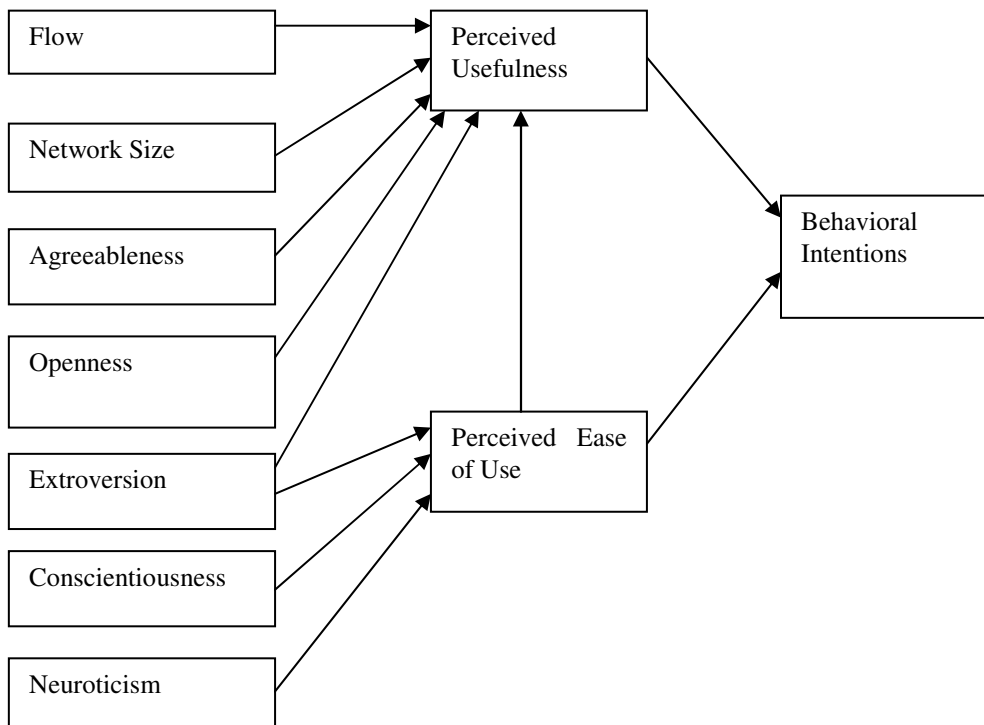 Flow
Perceived
Usefulness
Network Size
Agreeableness
Behavioral
Intentions
Openness
Perceived Ease
of Use
Extroversion
Conscientiousness
Neuroticism